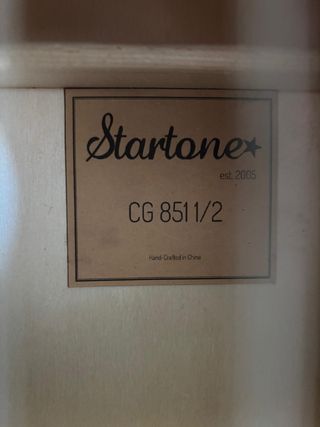 Startone
est. 2005
CG 851 1/2
Hand-Crafted in China